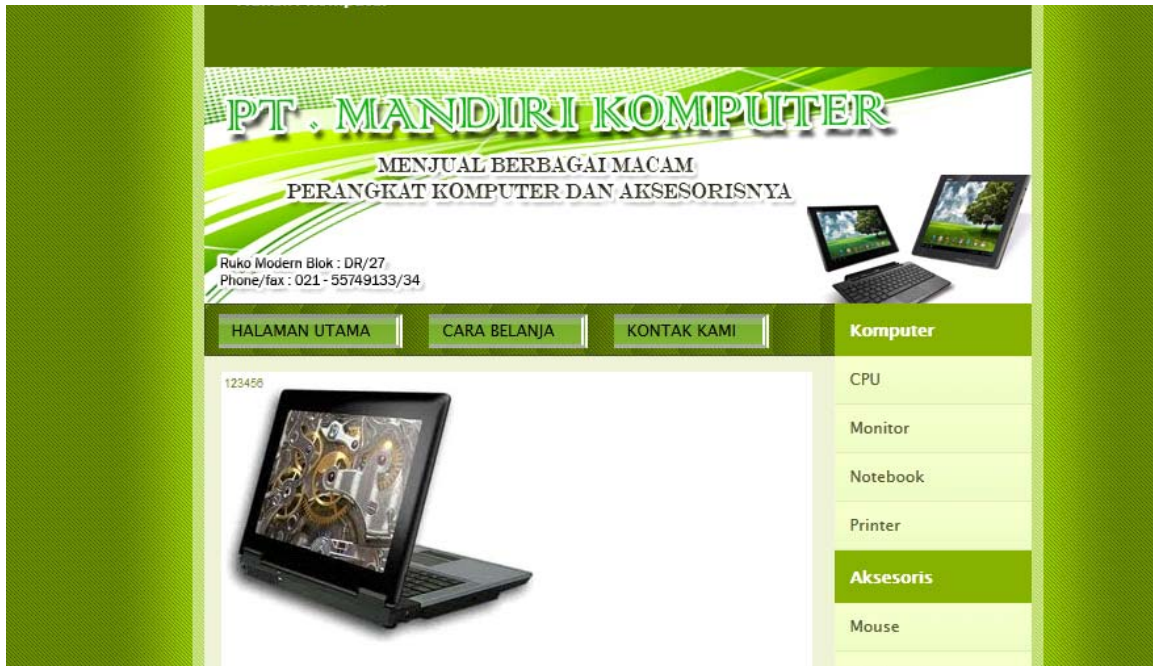 PT. MANDIRI KOMPUTER
MENJUAL BERBAGAI MACAM
PERANGKAT KOMPUTER DAN AKSESORISNYA
Ruko Modern Blok : DR/27
Phone/fax : 021 - 55749133/34
HALAMAN UTAMA CARA BELANJA KONTAK KAMI
123456
Komputer
CPU
Monitor
Notebook
Printer
Aksesoris
Mouse